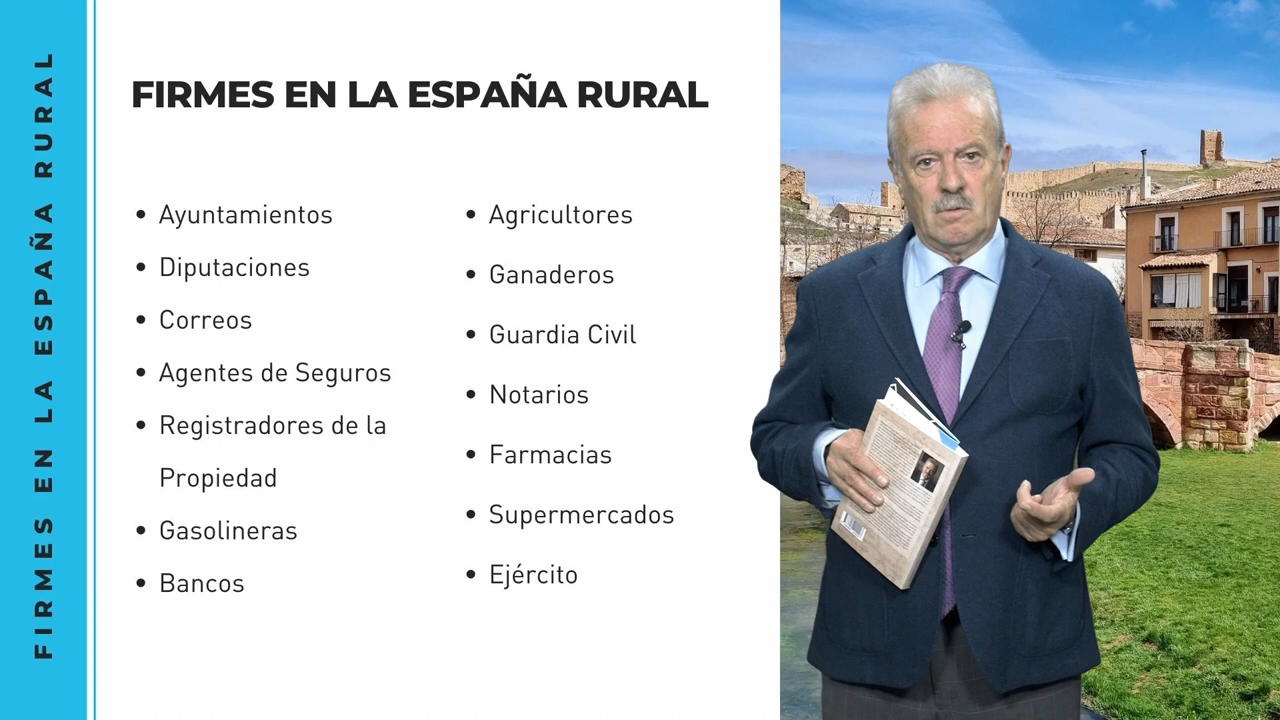 FIRMES EN LA ESPAÑA RURAL
FIRMES EN LA ESPAÑA RURAL
• Ayuntamientos
• Diputaciones
• Correos
• Agentes de Seguros
• Registradores de la
Propiedad
• Gasolineras
• Bancos
• Agricultores
• Ganaderos
• Guardia Civil
• Notarios
• Farmacias
• Supermercados
• Ejército